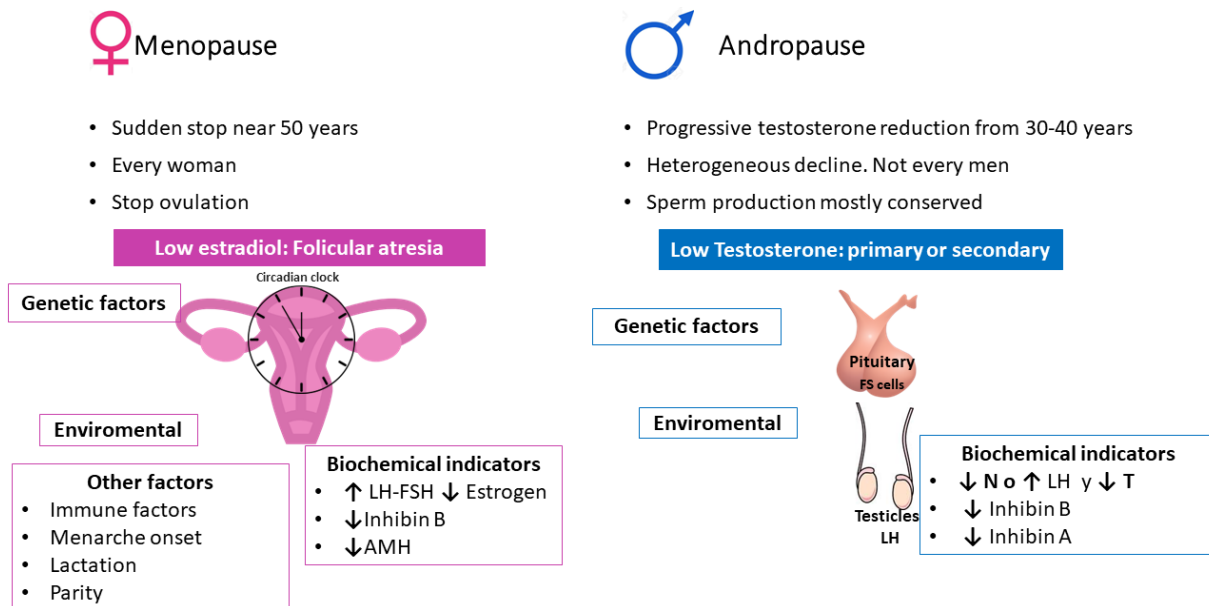 Menopause
• Sudden stop near 50 years
• Every woman
• Stop ovulation
Low estradiol: Folicular atresia
Circadian clock
Genetic factors
Enviromental
Other factors
• Immune factors
• Menarche onset
• Lactation
• Parity
Biochemical indicators
• ↑ LH-FSH ↓ Estrogen
• ↓Inhibin B
• ↓AMH
Andropause
• Progressive testosterone reduction from 30-40 years
• Heterogeneous decline. Not every men
• Sperm production mostly conserved
Low Testosterone: primary or secondary
Genetic factors
Pituitary
FS cells
Enviromental
Testicles
LH
Biochemical indicators
• ↓ N o ↑ LH y ↓ T
• ↓ Inhibin B
• ↓ Inhibin A